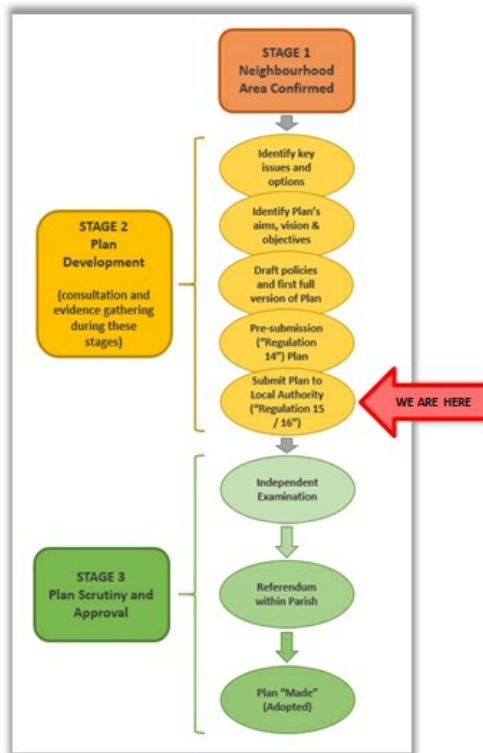 STAGE 1
Neighbourhood
Area Confirmed
Identify key
issues and
options
Identify Plan's
aims, vision &
objectives
STAGE 2
Plan
Development
(consultation and
evidence gathering
during these
stages)
Draft policies
and first full
version of Plan
Pre-submission
("Regulation
14") Plan
Submit Plan to
Local Authority
("Regulation 15
/ 16")
WE ARE HERE
Independent
Examination
STAGE 3
Plan Scrutiny and
Approval
Referendum
within Parish
Plan "Made"
(Adopted)